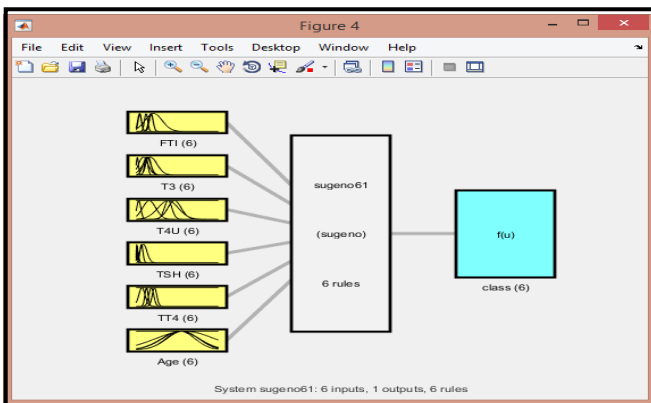 Figure 4
File Edit View Insert Tools Desktop Window Help
FTI (6)
T3 (6)
T4U (6)
TSH (6)
TT4 (6)
Age (6)
sugeno61
(sugeno)
6 rules
f(u)
class (6)
System sugeno61: 6 inputs, 1 outputs, 6 rules